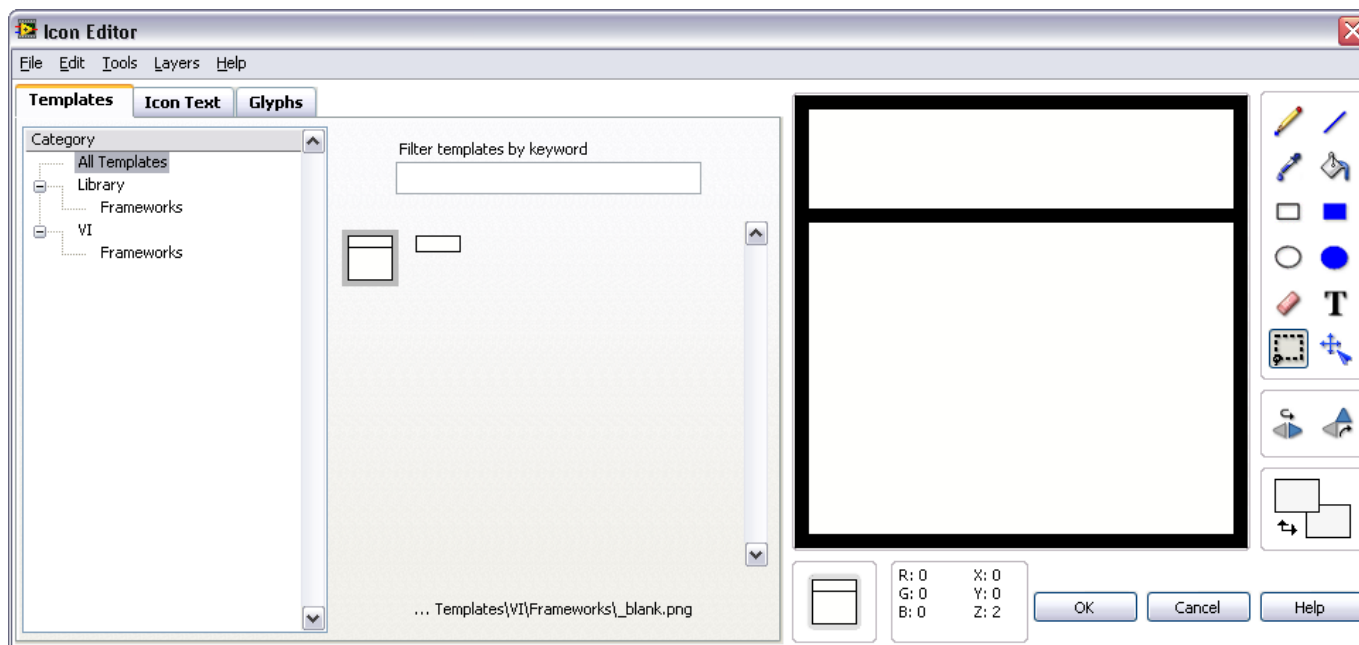 Icon Editor
File Edit Tools Layers Help
Templates Icon Text Glyphs
Category
All Templates
Library
Frameworks
VI
Frameworks
Filter templates by keyword
... Templates\VI\Frameworks\_blank.png
T
R: 0 X: 0
G: 0 Y: 0
B: 0 Z: 2
OK Cancel Help